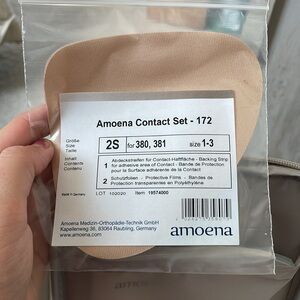 Amoena Contact Set - 172
Größe
Size
Taille
2S for 380, 381 size 1-3
Inhalt
Contents
Contenu
1 Abdeckstreifen für Contact-Haftfläche - Backing Strip
for adhesive area of Contact - Bande de Protection
pour la Surface adhérente de la Contact
2 Schutzfolien - Protective Films - Bandes de
Protection transparentes en Polyéthylène
Made in Germany
LOT 102020 Item 19574000
Amoena Medizin-Orthopädie-Technik GmbH
Kapellenweg 36, 83064 Raubling, Germany
www.amoena.com
amoena